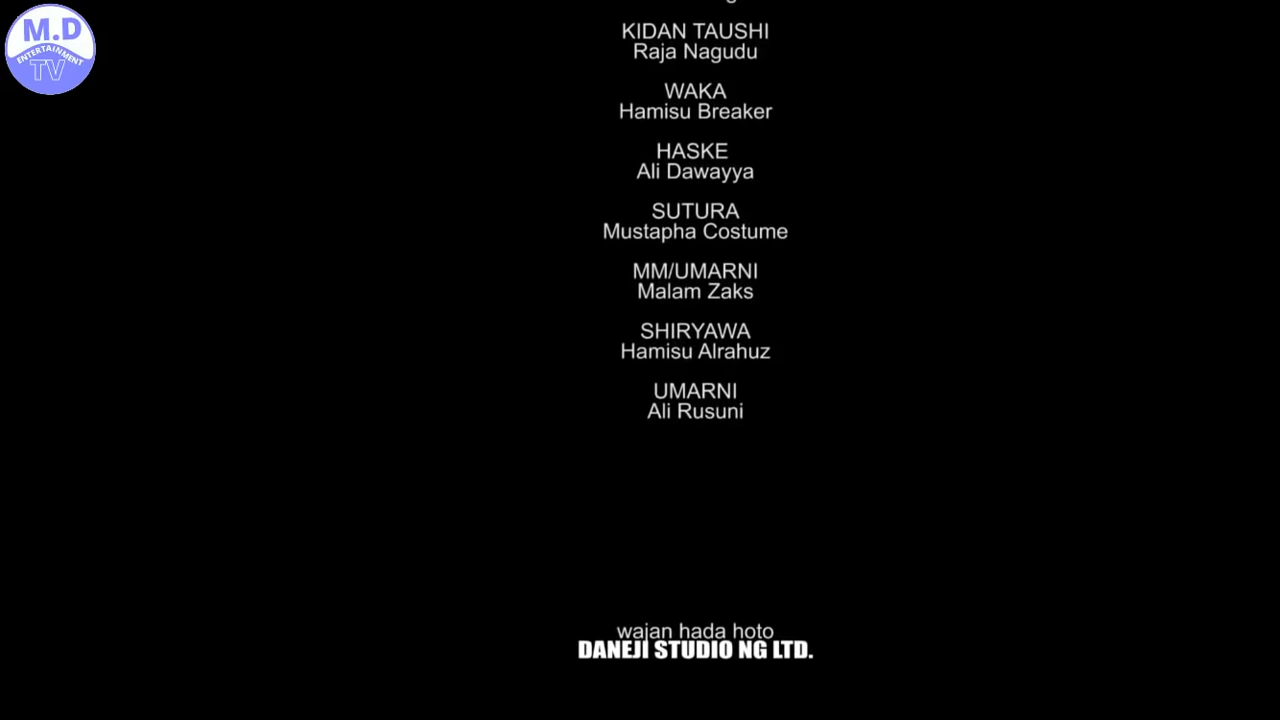 M.D
ENTERTAINMENT
TV
KIDAN TAUSHI
Raja Nagudu
WAKA
Hamisu Breaker
HASKE
Ali Dawayya
SUTURA
Mustapha Costume
MM/UMARNI
Malam Zaks
SHIRYAWA
Hamisu Alrahuz
UMARNI
Ali Rusuni
wajan hada hoto
DANEJI STUDIO NG LTD.